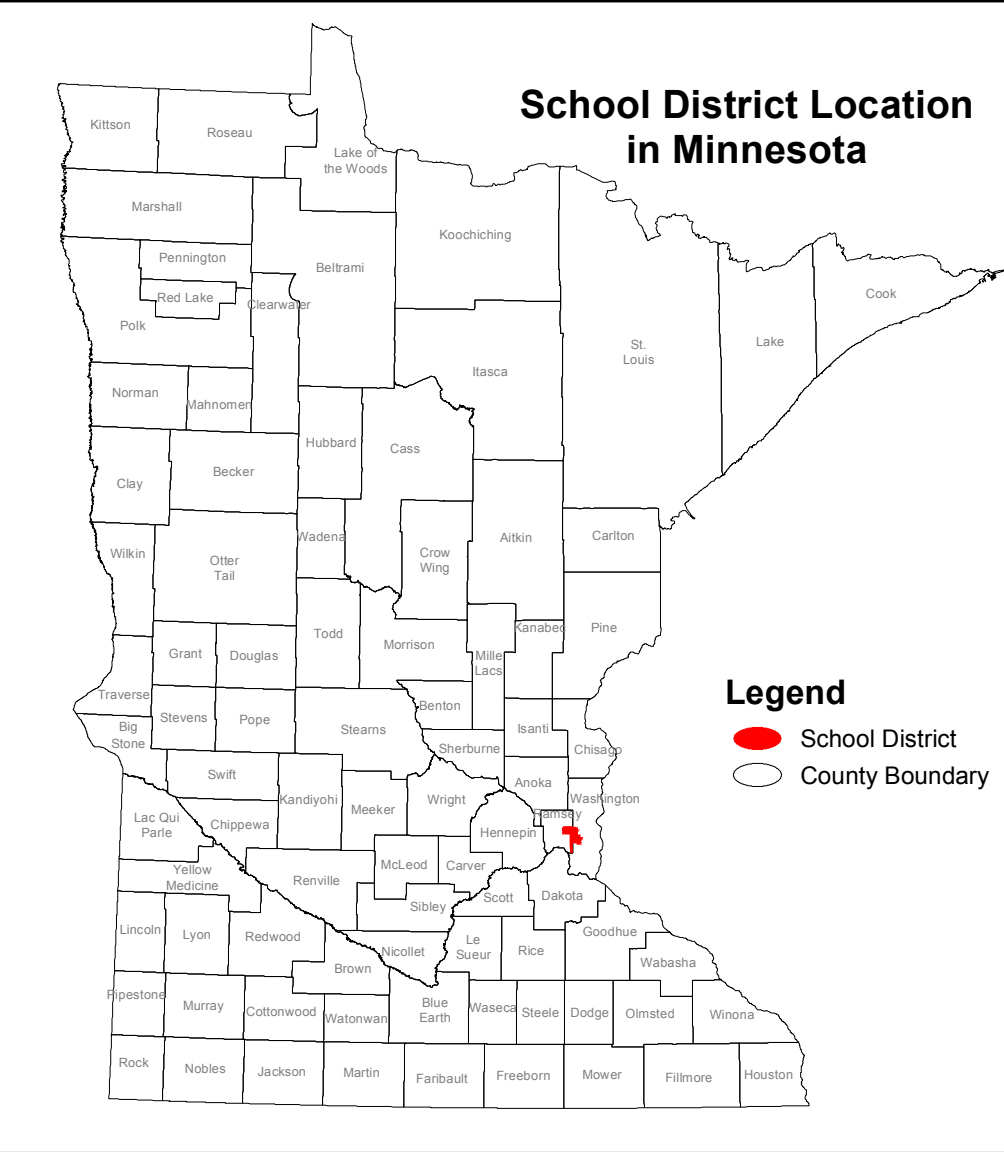 School District Location
in Minnesota
Kittson
Roseau
Lake of
the Woods
Marshall
Koochiching
Pennington
Beltrami
Red Lake
Clearwater
Cook
Polk
St.
Louis
Lake
Itasca
Norman
Mahnomen
Hubbard
Cass
Becker
Clay
Wadena
Aitkin
Carlton
Wilkin
Crow
Wing
Otter
Tail
Todd
Kanabec
Pine
Morrison
Grant
Douglas
Mille
Lacs
Traverse
Legend
Benton
Stevens
Pope
Stearns
Isanti
Big
Stone
School District
Sherburne
Chisago
Swift
County Boundary
Anoka
Kandiyohi
Wright
Washington
Meeker
Ramsey
Lac Qui
Parle
Chippewa
Hennepin
McLeod
Carver
Yellow
Medicine
Renville
Scott
Dakota
Sibley
Lincoln
Lyon
Redwood
Goodhue
Le
Sueur
Rice
Nicollet
Wabasha
Brown
Pipestone
Murray
Cottonwood
Watonwan
Blue
Earth
Waseca
Steele
Dodge
Olmsted
Winona
Rock
Nobles
Jackson
Martin
Faribault
Freeborn
Mower
Fillmore
Houston